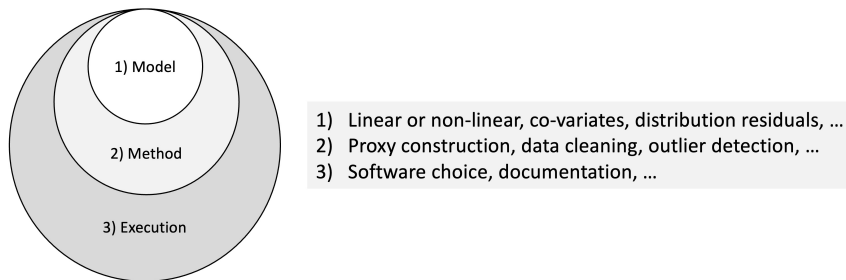 1) Model
2) Method
3) Execution
1) Linear or non-linear, co-variates, distribution residuals, ...
2) Proxy construction, data cleaning, outlier detection, ...
3) Software choice, documentation, ...